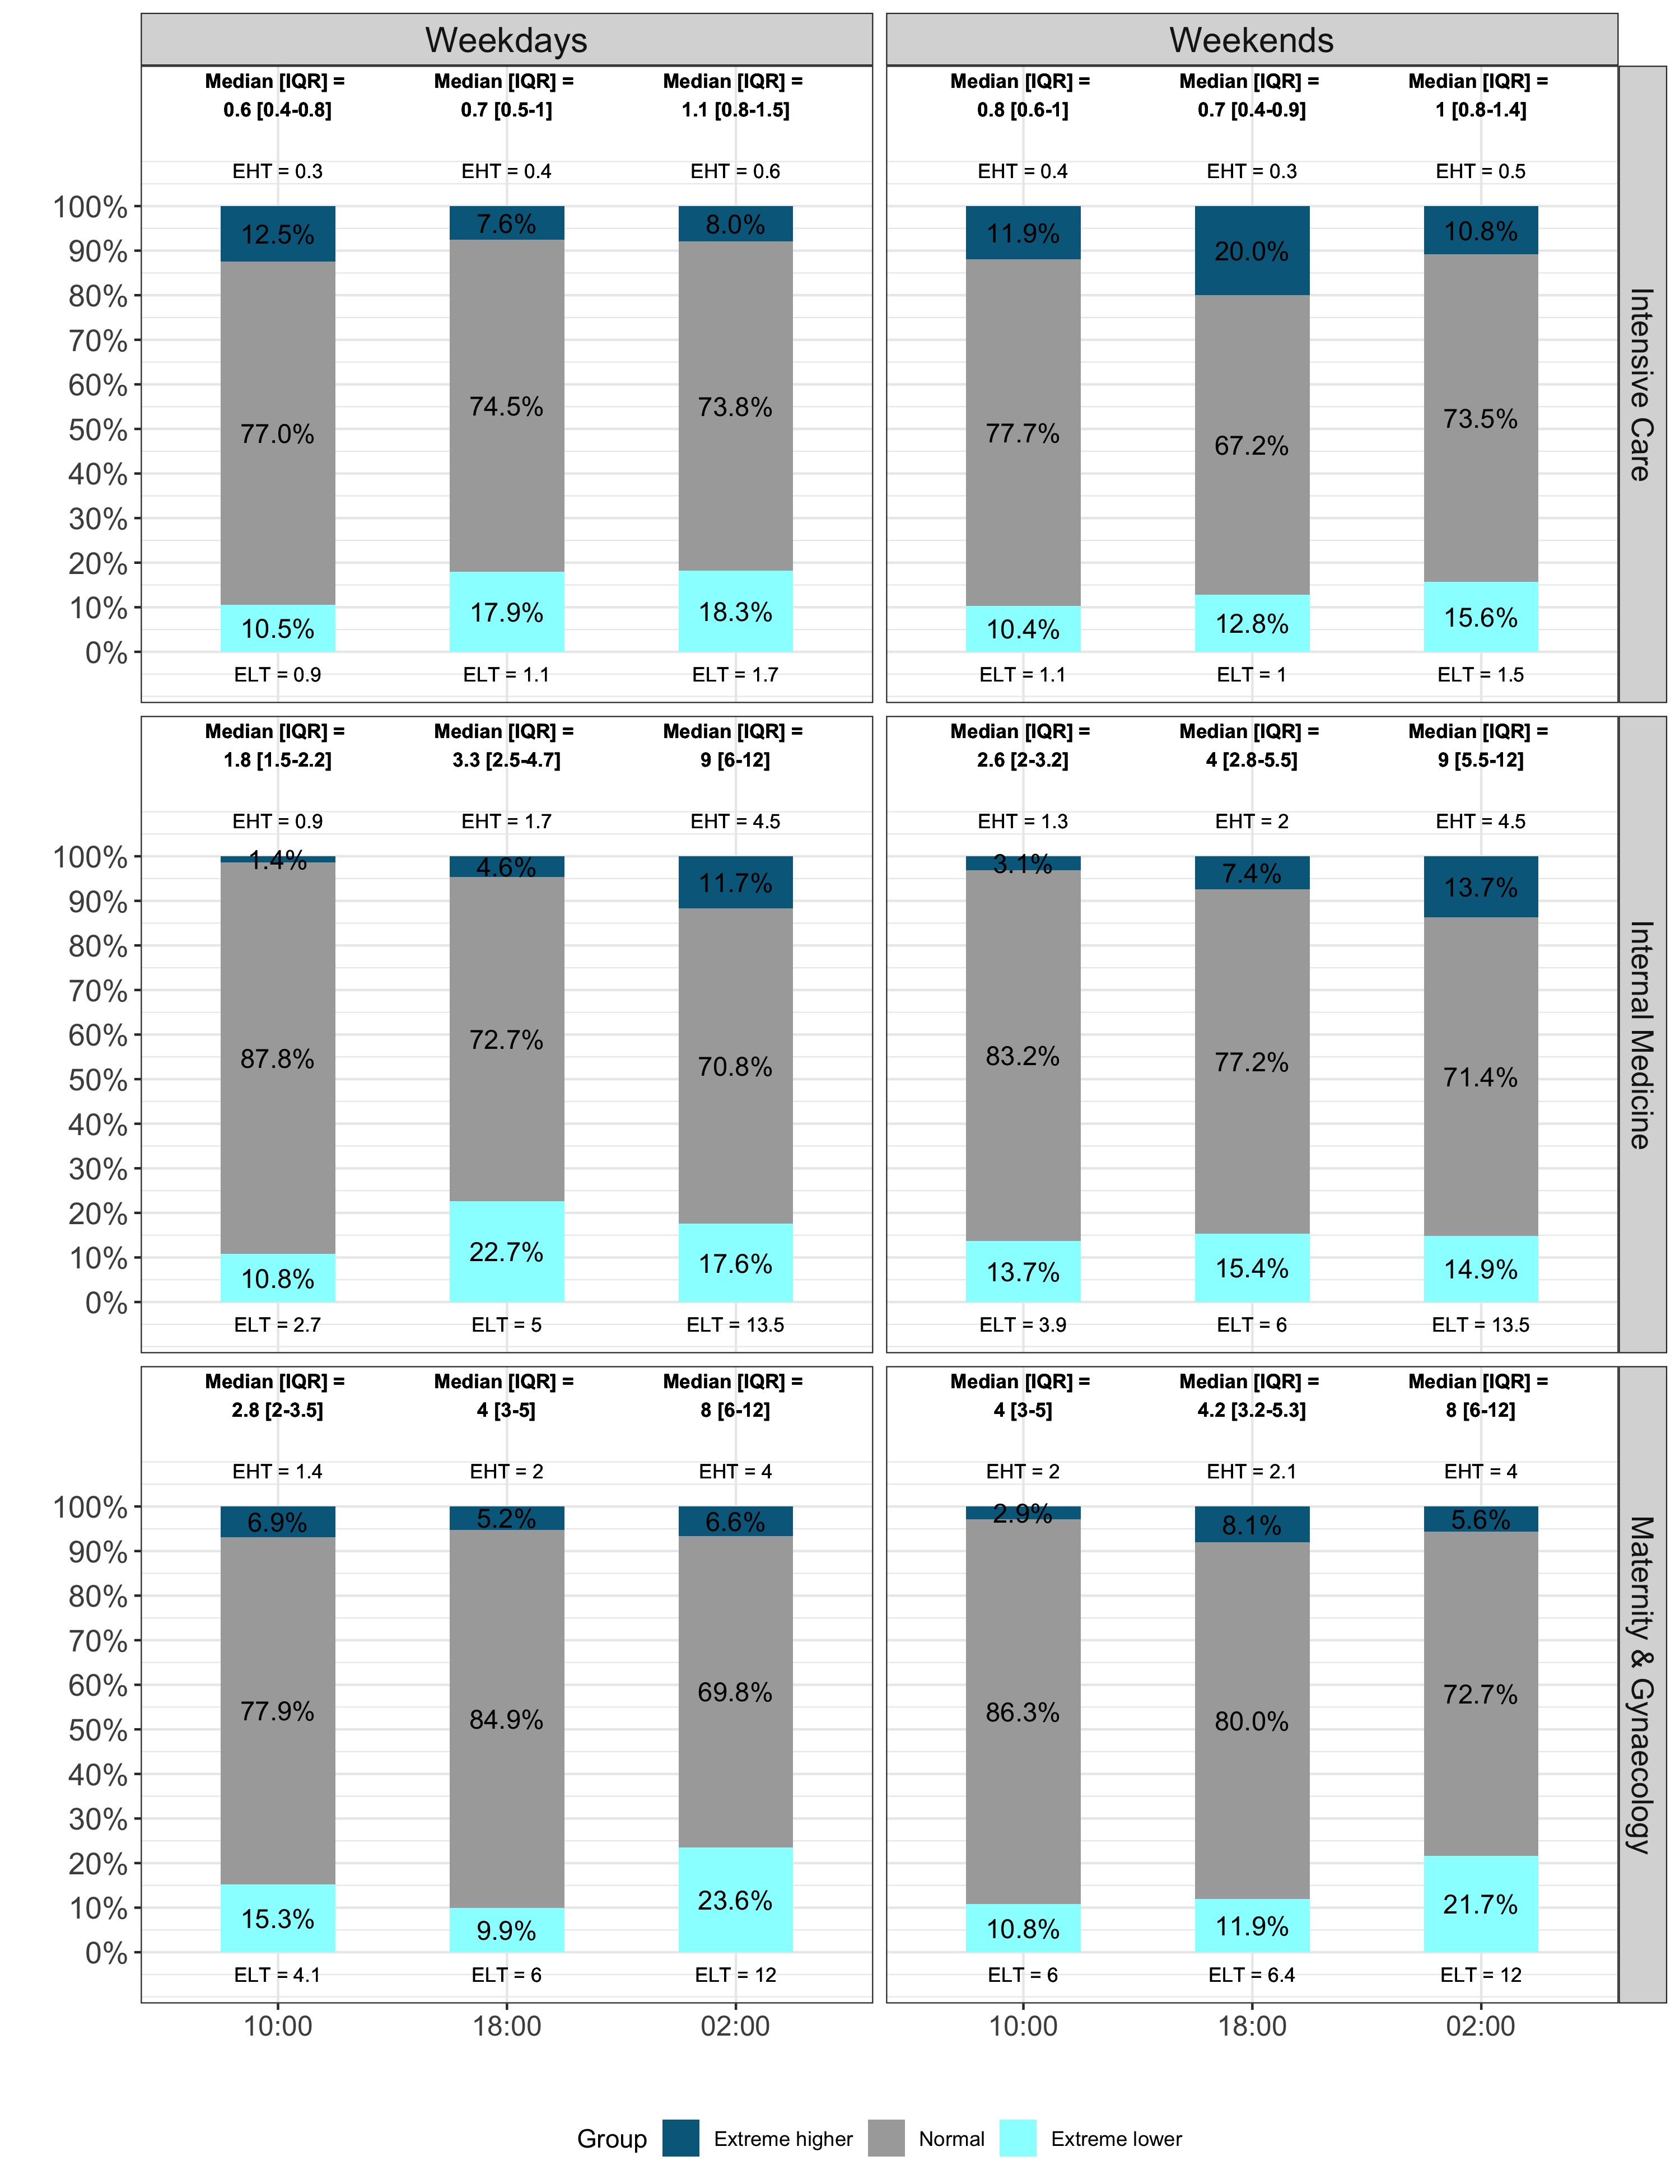 Weekdays Weekends
Median [IQR] = Median [IQR] = Median [IQR] = Median [IQR] = Median [IQR] = Median [IQR] =
0.6 [0.4-0.8] 0.7 [0.5-1] 1.1 [0.8-1.5] 0.8 [0.6-1] 0.7 [0.4-0.9] 1 [0.8-1.4]
EHT = 0.3 EHT = 0.4 EHT = 0.6 EHT = 0.4 EHT = 0.3 EHT = 0.5
100%
12.5% 7.6% 8.0% 11.9% 20.0% 10.8%
90%
80%
70%
60%
77.0% 74.5% 73.8% 77.7% 67.2% 73.5%
50%
40%
30%
20%
10%
10.5% 17.9% 18.3% 10.4% 12.8% 15.6%
0%
ELT = 0.9 ELT = 1.1 ELT = 1.7 ELT = 1.1 ELT = 1 ELT = 1.5
Intensive Care
Median [IQR] = Median [IQR] = Median [IQR] = Median [IQR] = Median [IQR] = Median [IQR] =
1.8 [1.5-2.2] 3.3 [2.5-4.7] 9 [6-12] 2.6 [2-3.2] 4 [2.8-5.5] 9 [5.5-12]
EHT = 0.9 EHT = 1.7 EHT = 4.5 EHT = 1.3 EHT = 2 EHT = 4.5
100%
1.4% 4.6% 11.7% 3.1% 7.4% 13.7%
90%
80%
70%
60%
87.8% 72.7% 70.8% 83.2% 77.2% 71.4%
50%
40%
30%
20%
10%
10.8% 22.7% 17.6% 13.7% 15.4% 14.9%
0%
ELT = 2.7 ELT = 5 ELT = 13.5 ELT = 3.9 ELT = 6 ELT = 13.5
Internal Medicine
Median [IQR] = Median [IQR] = Median [IQR] = Median [IQR] = Median [IQR] = Median [IQR] =
2.8 [2-3.5] 4 [3-5] 8 [6-12] 4 [3-5] 4.2 [3.2-5.3] 8 [6-12]
EHT = 1.4 EHT = 2 EHT = 4 EHT = 2 EHT = 2.1 EHT = 4
100%
6.9% 5.2% 6.6% 2.9% 8.1% 5.6%
90%
80%
70%
60%
77.9% 84.9% 69.8% 86.3% 80.0% 72.7%
50%
40%
30%
20%
10%
15.3% 9.9% 23.6% 10.8% 11.9% 21.7%
0%
ELT = 4.1 ELT = 6 ELT = 12 ELT = 6 ELT = 6.4 ELT = 12
Maternity & Gynaecology
10:00 18:00 02:00 10:00 18:00 02:00
Group Extreme higher Normal Extreme lower